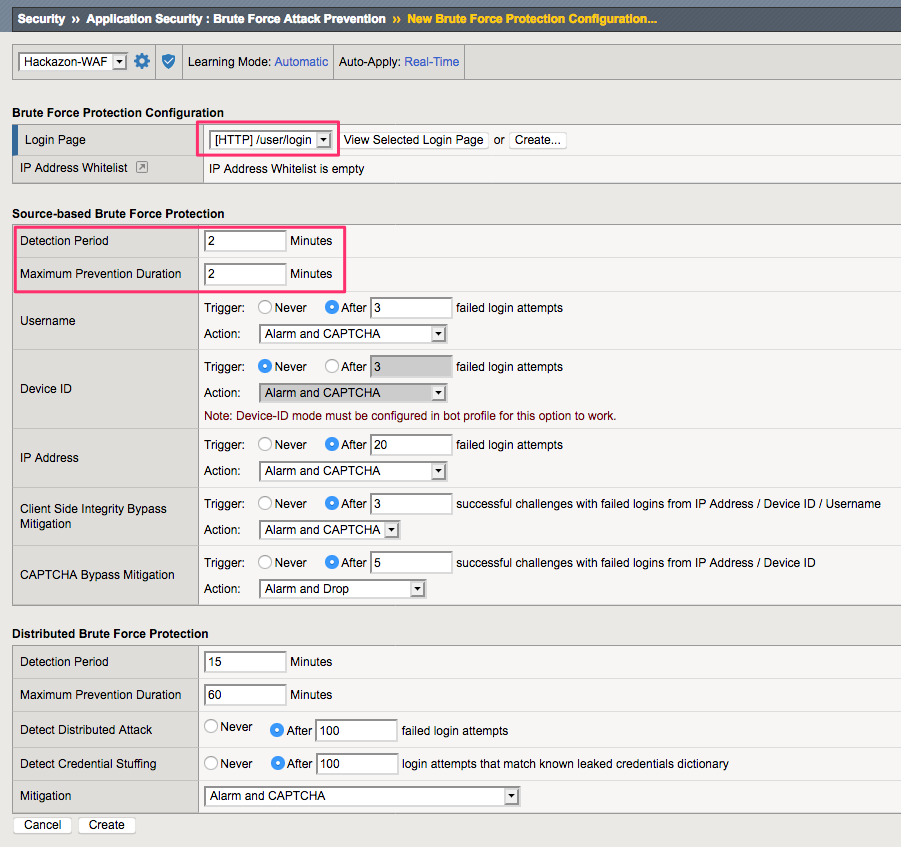 Security » Application Security : Brute Force Attack Prevention » New Brute Force Protection Configuration...
Hackazon-WAF Learning Mode: Automatic Auto-Apply: Real-Time
Brute Force Protection Configuration
Login Page [HTTP] /user/login View Selected Login Page or Create...
IP Address Whitelist IP Address Whitelist is empty
Source-based Brute Force Protection
Detection Period 2 Minutes
Maximum Prevention Duration 2 Minutes
Username
Trigger: Never After 3 failed login attempts
Action: Alarm and CAPTCHA
Device ID
Trigger: Never After 3 failed login attempts
Action: Alarm and CAPTCHA
Note: Device-ID mode must be configured in bot profile for this option to work.
IP Address
Trigger: Never After 20 failed login attempts
Action: Alarm and CAPTCHA
Client Side Integrity Bypass
Mitigation
Trigger: Never After 3 successful challenges with failed logins from IP Address / Device ID / Username
Action: Alarm and CAPTCHA
CAPTCHA Bypass Mitigation
Trigger: Never After 5 successful challenges with failed logins from IP Address / Device ID
Action: Alarm and Drop
Distributed Brute Force Protection
Detection Period 15 Minutes
Maximum Prevention Duration 60 Minutes
Detect Distributed Attack Never After 100 failed login attempts
Detect Credential Stuffing Never After 100 login attempts that match known leaked credentials dictionary
Mitigation Alarm and CAPTCHA
Cancel Create